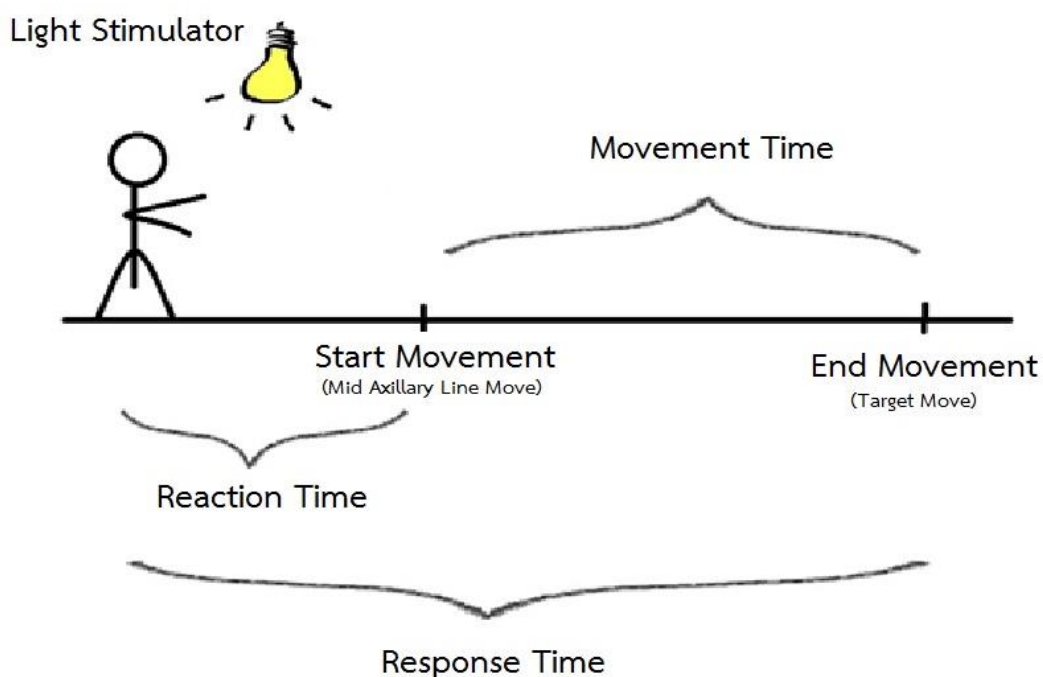 Light Stimulator
Movement Time
Start Movement
(Mid Axillary Line Move)
End Movement
(Target Move)
Reaction Time
Response Time